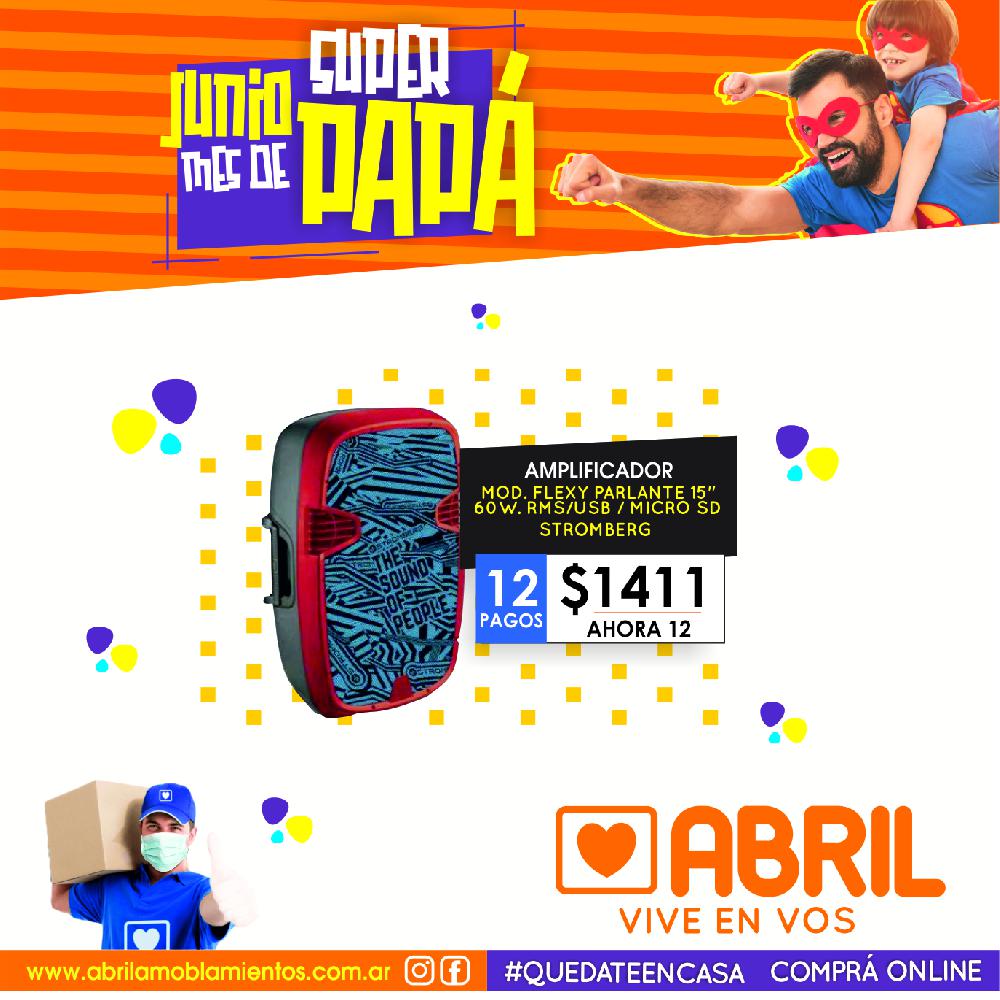 SUPER
JUNIO
MES DE
PAPÁ
AMPLIFICADOR
MOD. FLEXY PARLANTE 15"
60W. RMS/USB / MICRO SD
STROMBERG
12
PAGOS
$1411
AHORA 12
THE
SOUND
OF
PEOPLE
ABRIL
VIVE EN VOS
www.abrilamoblamientos.com.ar
#QUEDATEENCASA
COMPRÁ ONLINE